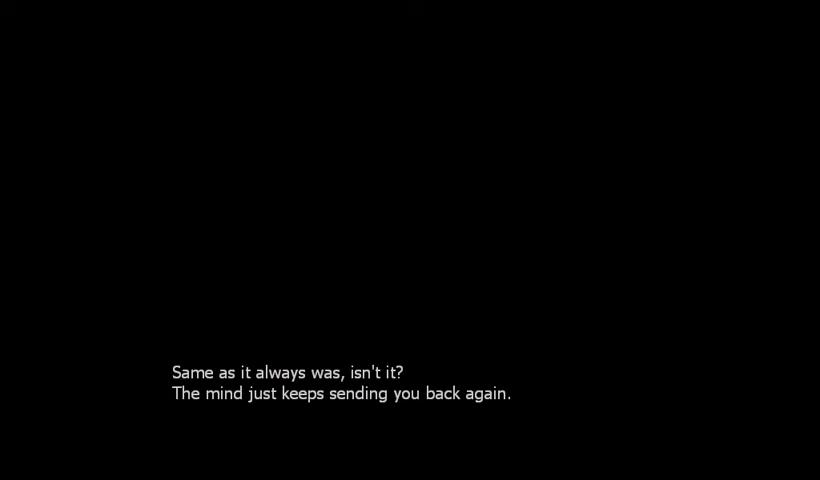 Same as it always was, isn't it?
The mind just keeps sending you back again.